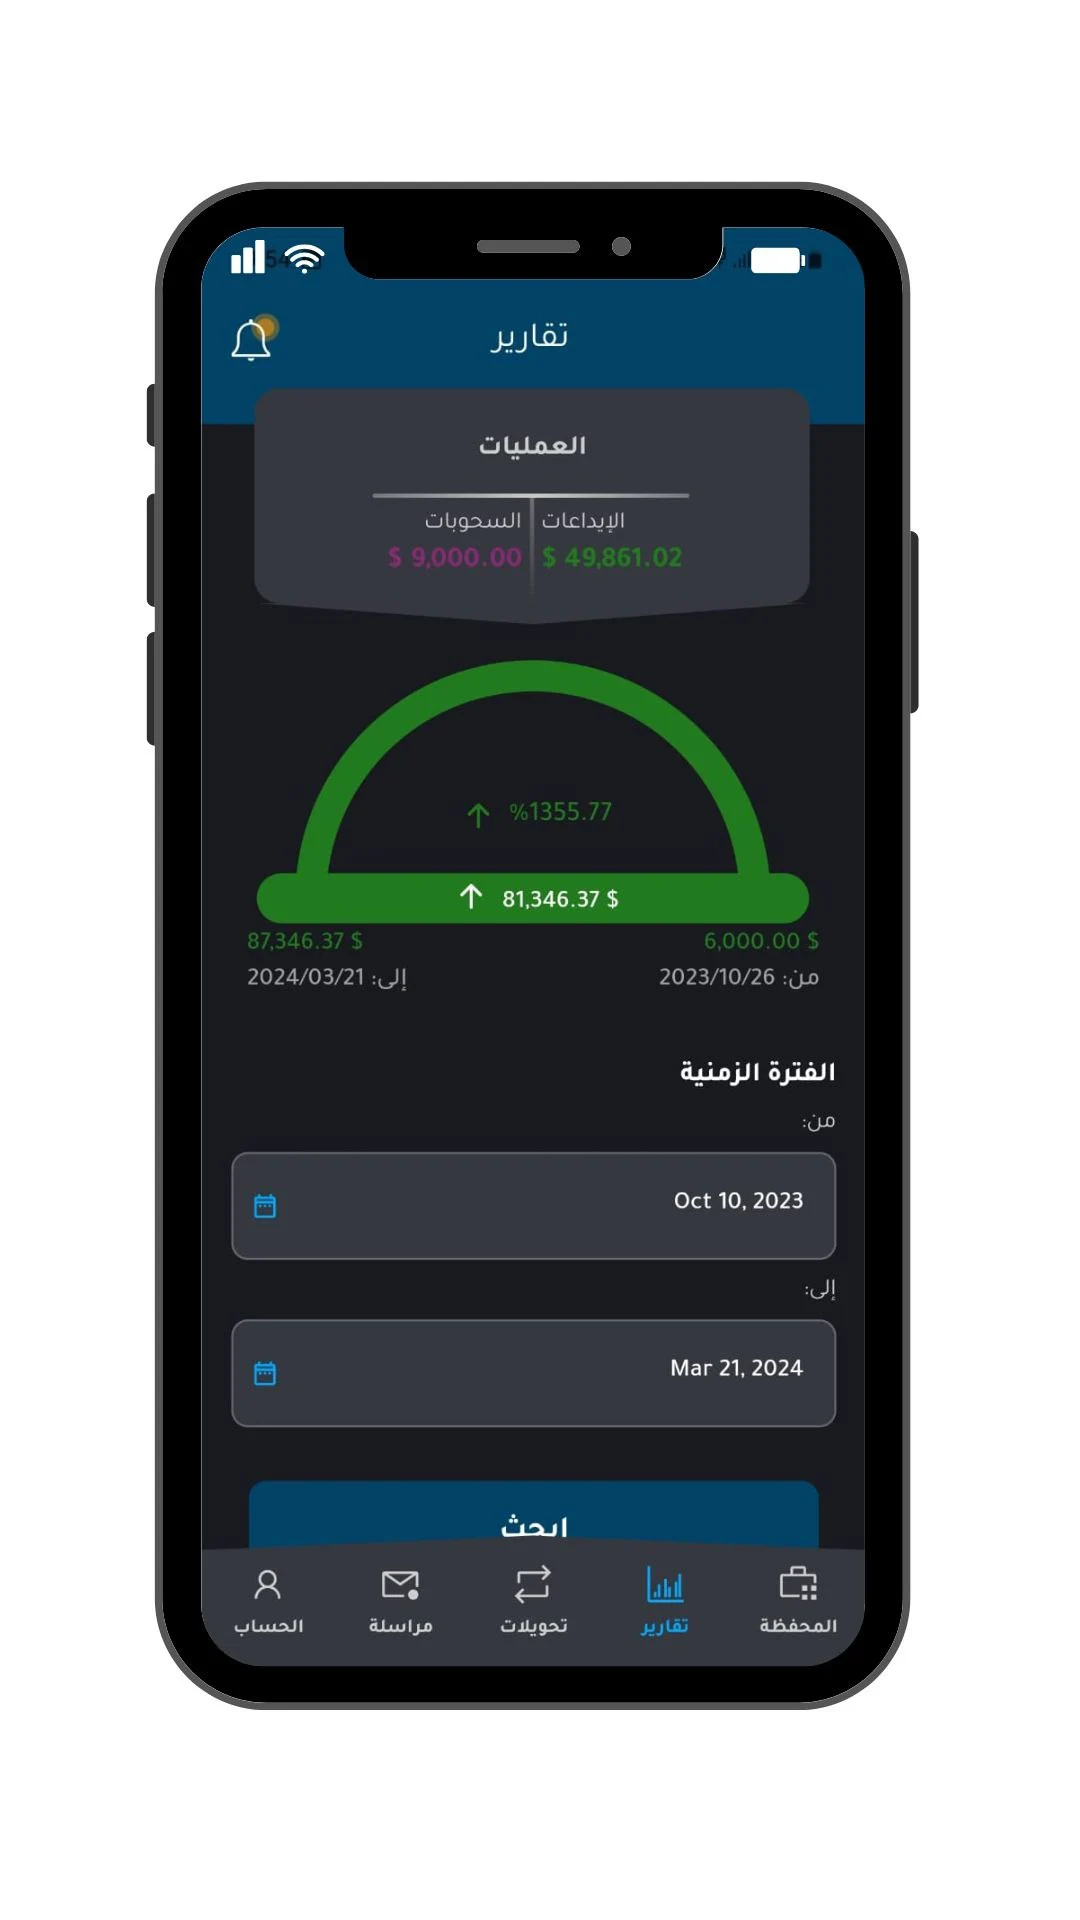 تقارير
العمليات
الإيداعات السحوبات
$ 49,861.02 $ 9,000.00
%1355.77
81,346.37 $
6,000.00 $ 87,346.37 $
من: 2023/10/26 إلى: 2024/03/21
الفترة الزمنية
من:
Oct 10, 2023
إلى:
Mar 21, 2024
ابحث
المحفظة تقارير تحويلات مراسلة الحساب